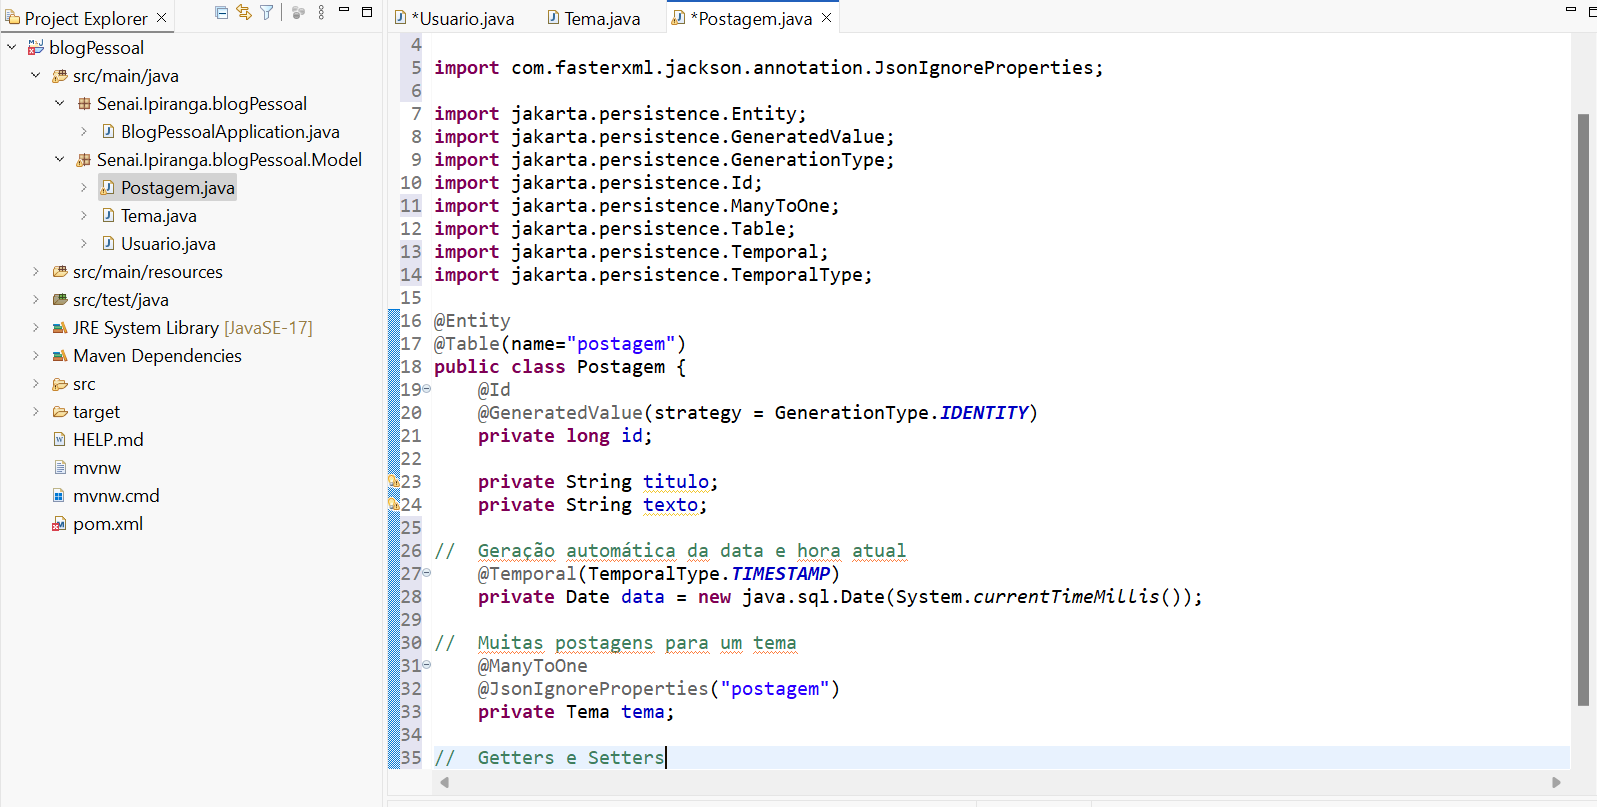 Project Explorer
blogPessoal
src/main/java
Senai.Ipiranga.blogPessoal
BlogPessoalApplication.java
Senai.Ipiranga.blogPessoal.Model
Postagem.java
Tema.java
Usuario.java
src/main/resources
src/test/java
JRE System Library [JavaSE-17]
Maven Dependencies
src
target
HELP.md
mvnw
mvnw.cmd
pom.xml
*Usuario.java Tema.java *Postagem.java
4
5 import com.fasterxml.jackson.annotation.JsonIgnoreProperties;
6
7 import jakarta.persistence.Entity;
8 import jakarta.persistence.GeneratedValue;
9 import jakarta.persistence.GenerationType;
10 import jakarta.persistence.Id;
11 import jakarta.persistence.ManyToOne;
12 import jakarta.persistence.Table;
13 import jakarta.persistence.Temporal;
14 import jakarta.persistence.TemporalType;
15
16 @Entity
17 @Table(name="postagem")
18 public class Postagem {
19 @Id
20 @GeneratedValue(strategy = GenerationType.IDENTITY)
21 private long id;
22
23 private String titulo;
24 private String texto;
25
26 // Geração automática da data e hora atual
27 @Temporal(TemporalType.TIMESTAMP)
28 private Date data = new java.sql.Date(System.currentTimeMillis());
29
30 // Muitas postagens para um tema
31 @ManyToOne
32 @JsonIgnoreProperties("postagem")
33 private Tema tema;
34
35 // Getters e Setters